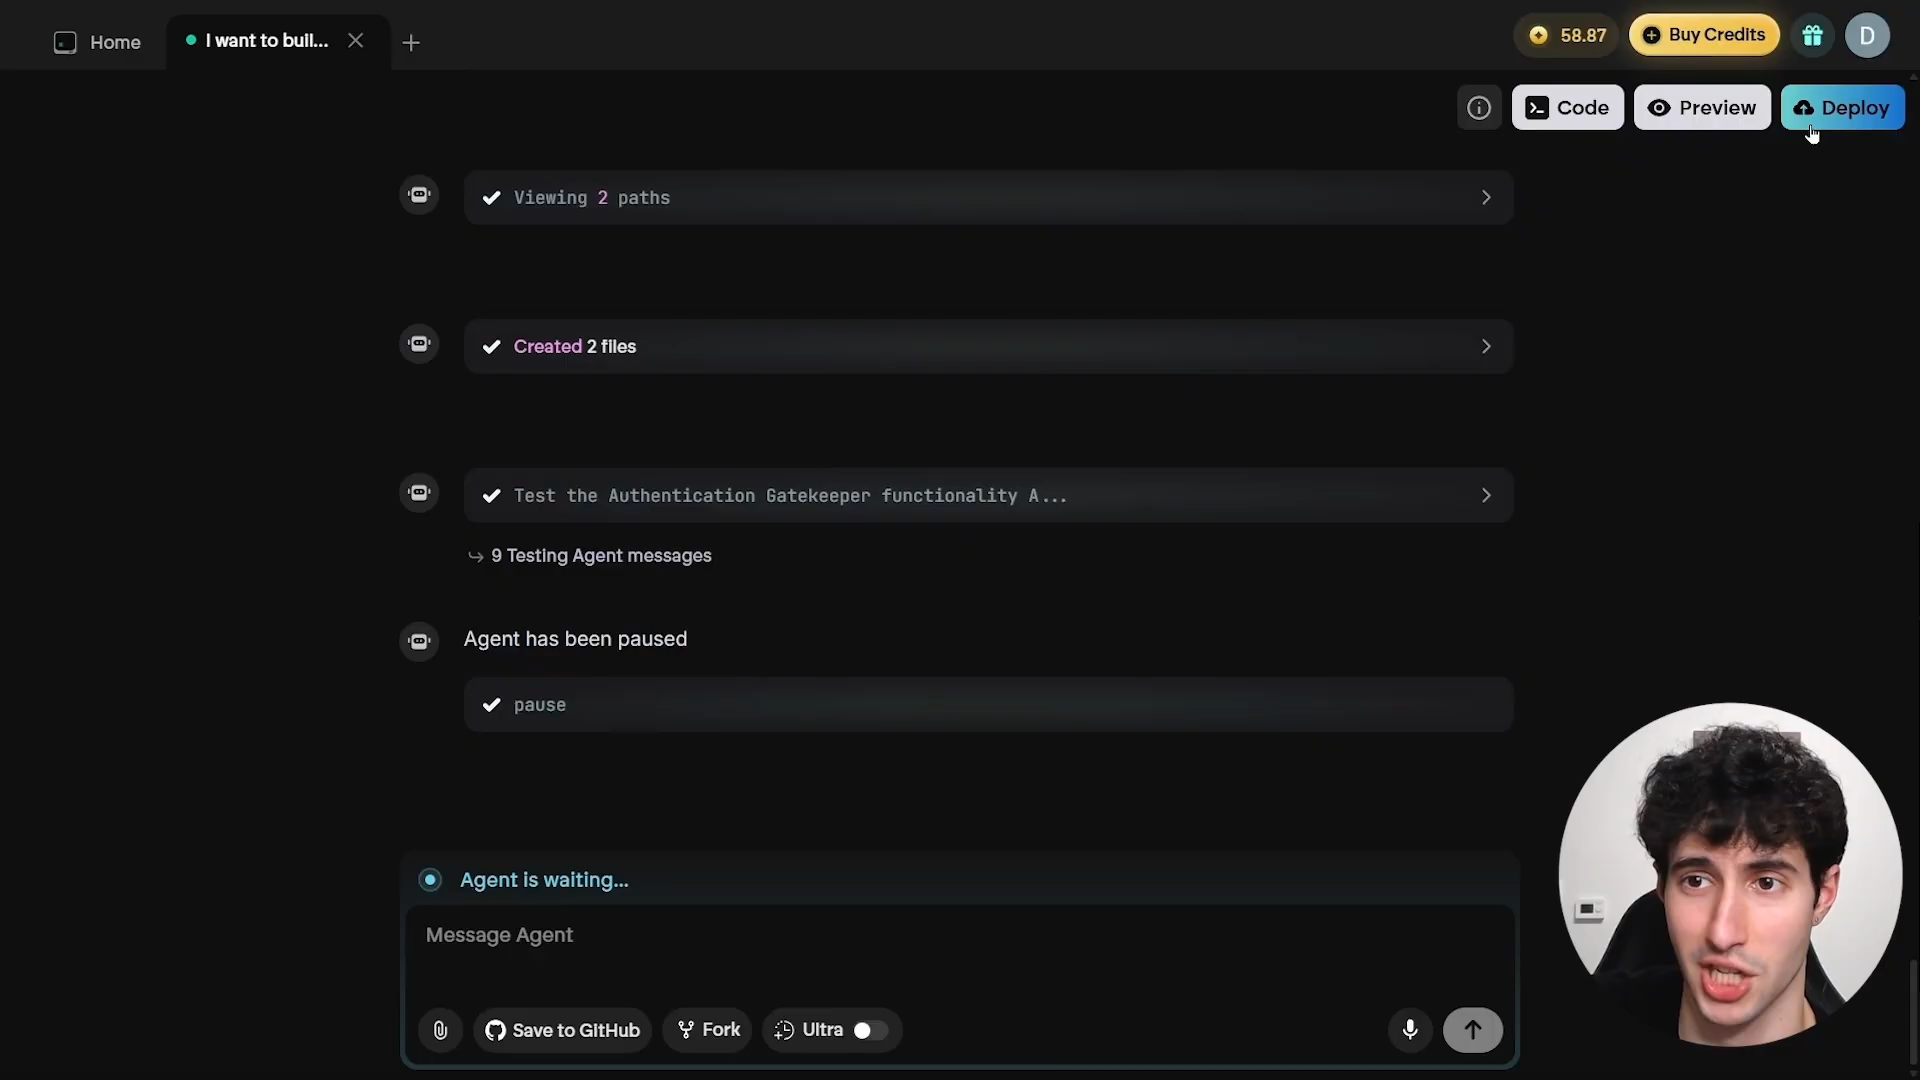 Home
I want to buil...
58.87
Buy Credits
D
Code
Preview
Deploy
Viewing 2 paths
Created 2 files
Test the Authentication Gatekeeper functionality A...
9 Testing Agent messages
Agent has been paused
pause
Agent is waiting...
Message Agent
Save to GitHub
Fork
Ultra